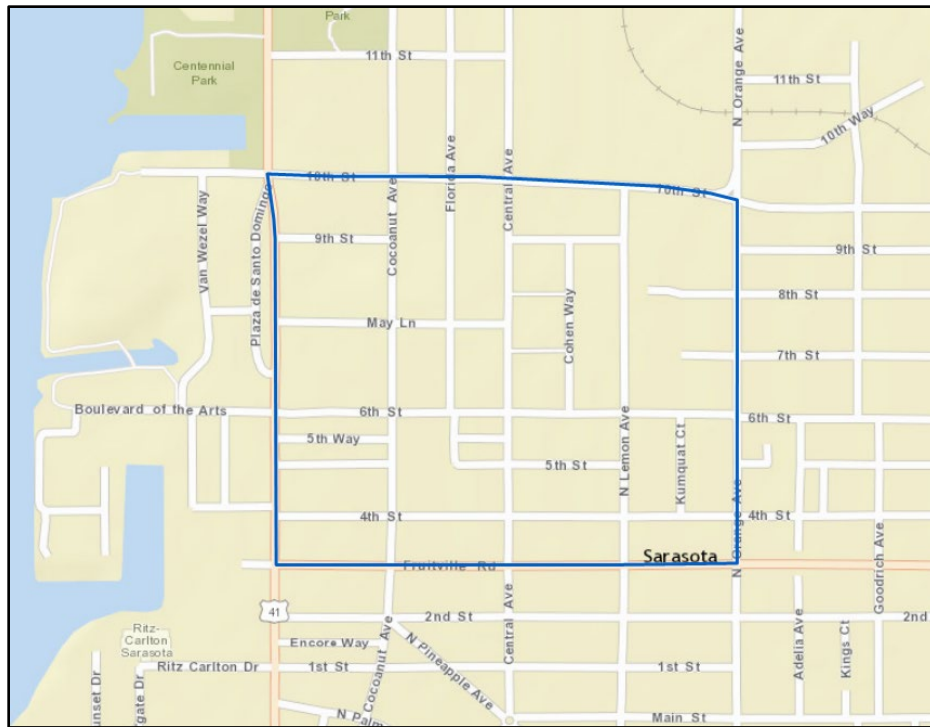 Park
Centennial
Park
11th St
N Orange Ave
11th St
10th Way
10th St
10th St
Florida Ave
Central Ave
Cocoanut Ave
Van Wezel Way
Plaza de Santo Domingo
9th St
9th St
8th St
May Ln
Cohen Way
7th St
Boulevard of the Arts
6th St
6th St
5th Way
5th St
N Lemon Ave
Kumquat Ct
4th St
4th St
N Orange Ave
Goodrich Ave
Sarasota
Fruitville Rd
41
2nd St
2nd
Central Ave
Adelia Ave
Kings Ct
Ritz-
Carlton
Sarasota
Encore Way
N Pineapple Ave
Cocoanut Ave
Ritz Carlton Dr
1st St
1st St
unset Dr
rgate Dr
N Palm
Main St